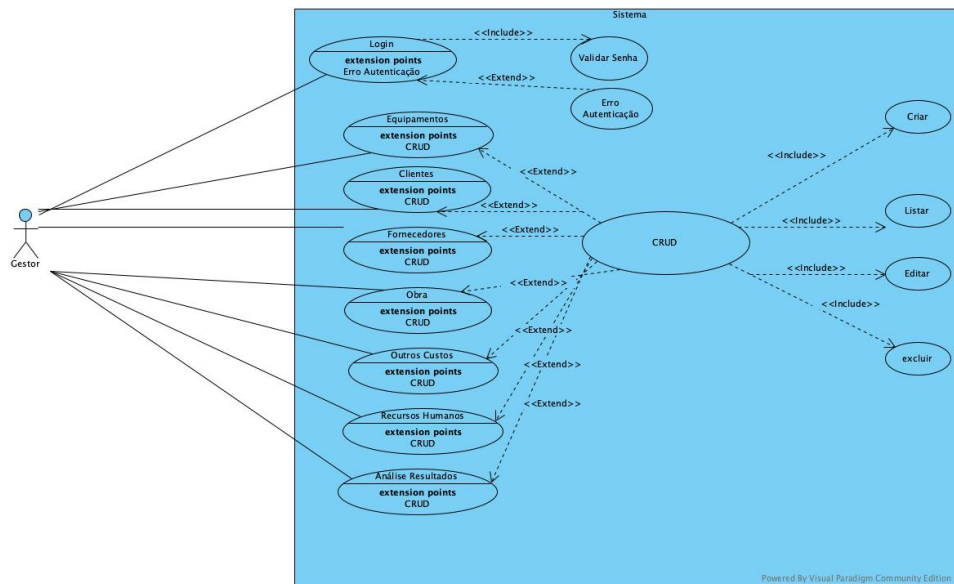 Sistema
Login
extension points
Erro Autenticação
<<Include>>
Validar Senha
<<Extend>>
Erro
Autenticação
Equipamentos
extension points
CRUD
<<Extend>>
Clientes
extension points
CRUD
<<Extend>>
Fornecedores
extension points
CRUD
<<Extend>>
Obra
extension points
CRUD
<<Extend>>
Outros Custos
extension points
CRUD
<<Extend>>
Recursos Humanos
extension points
CRUD
<<Extend>>
Análise Resultados
extension points
CRUD
<<Extend>>
Gestor
CRUD
<<Include>>
Criar
<<Include>>
Listar
<<Include>>
Editar
<<Include>>
excluir
Powered By Visual Paradigm Community Edition